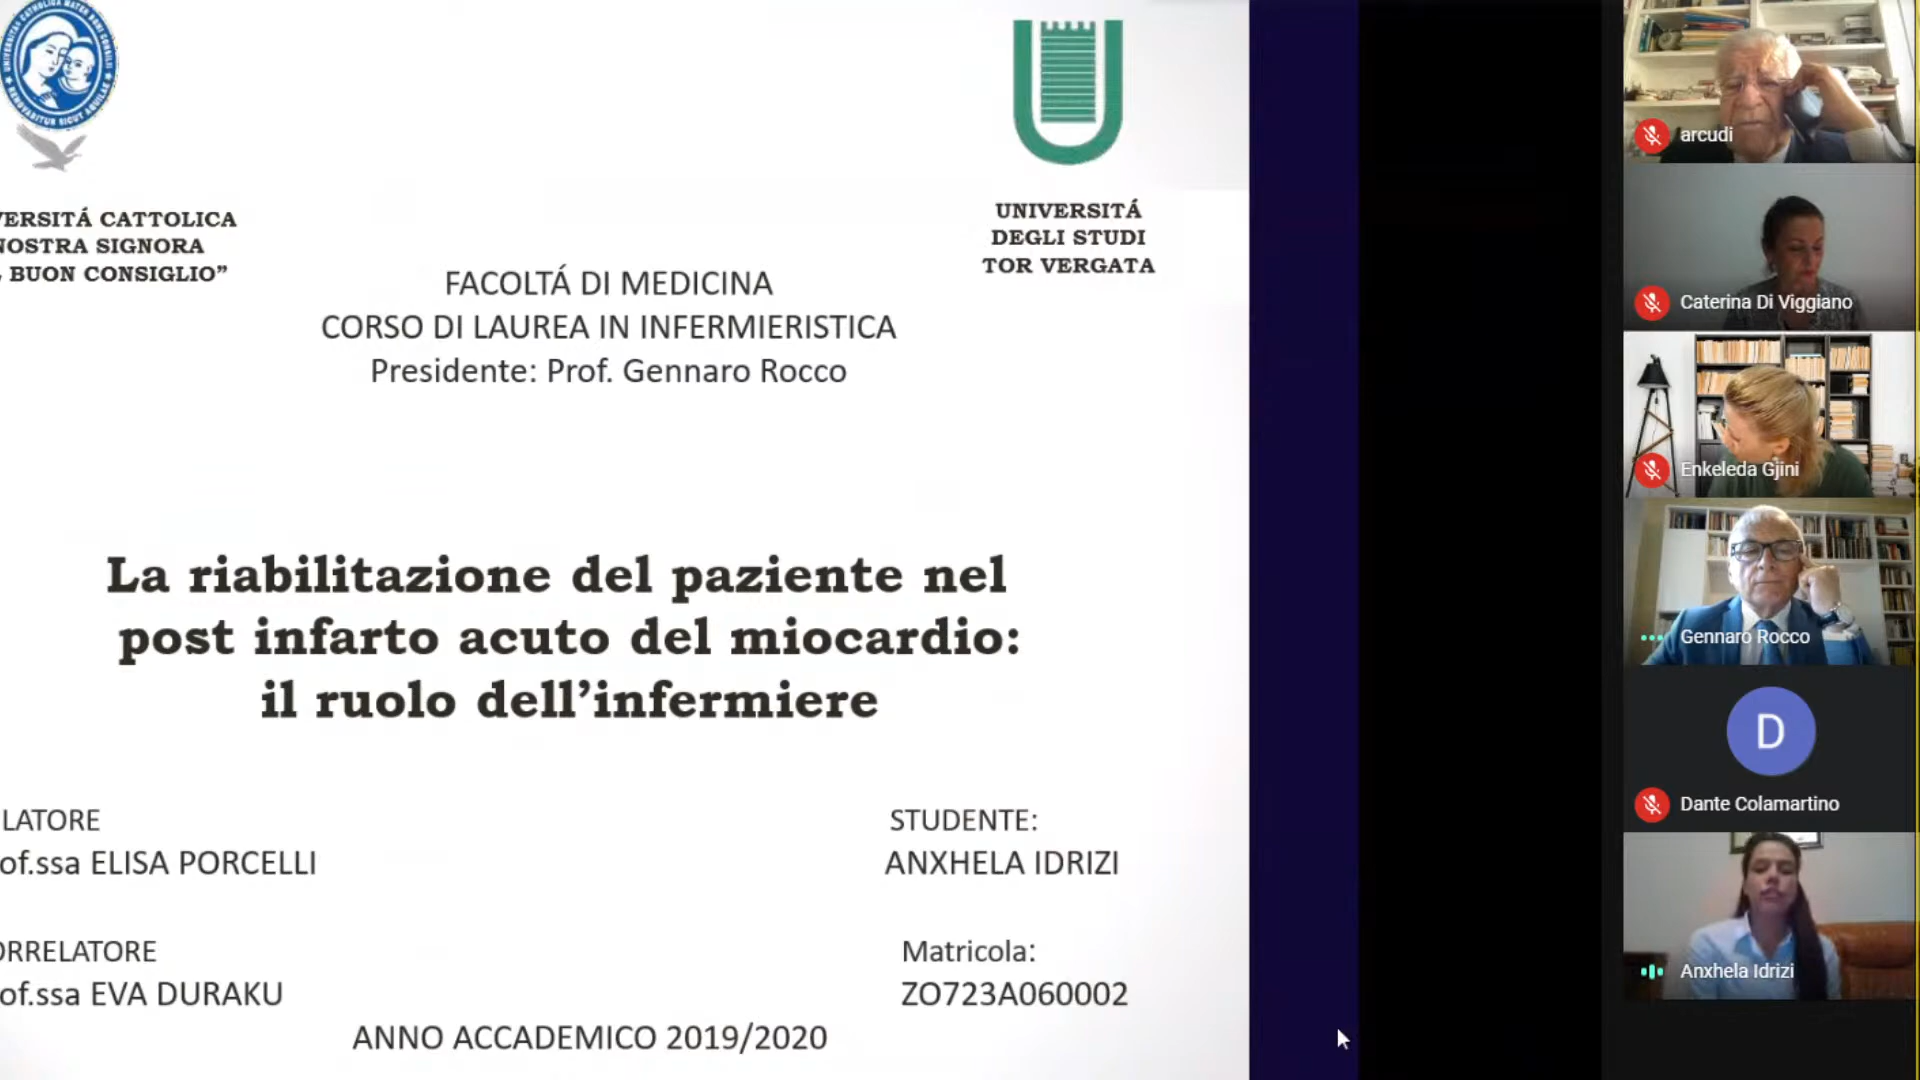 VERSITÁ CATTOLICA
NOSTRA SIGNORA
L BUON CONSIGLIO”
UNIVERSITÁ
DEGLI STUDI
TOR VERGATA
FACOLTÁ DI MEDICINA
CORSO DI LAUREA IN INFERMIERISTICA
Presidente: Prof. Gennaro Rocco
La riabilitazione del paziente nel
post infarto acuto del miocardio:
il ruolo dell’infermiere
LATORE
of.ssa ELISA PORCELLI
STUDENTE:
ANXHELA IDRIZI
ORRELATORE
of.ssa EVA DURAKU
Matricola:
ZO723A060002
ANNO ACCADEMICO 2019/2020
arcudi
Caterina Di Viggiano
Enkeleda Gjini
Gennaro Rocco
D
Dante Colamartino
Anxhela Idrizi